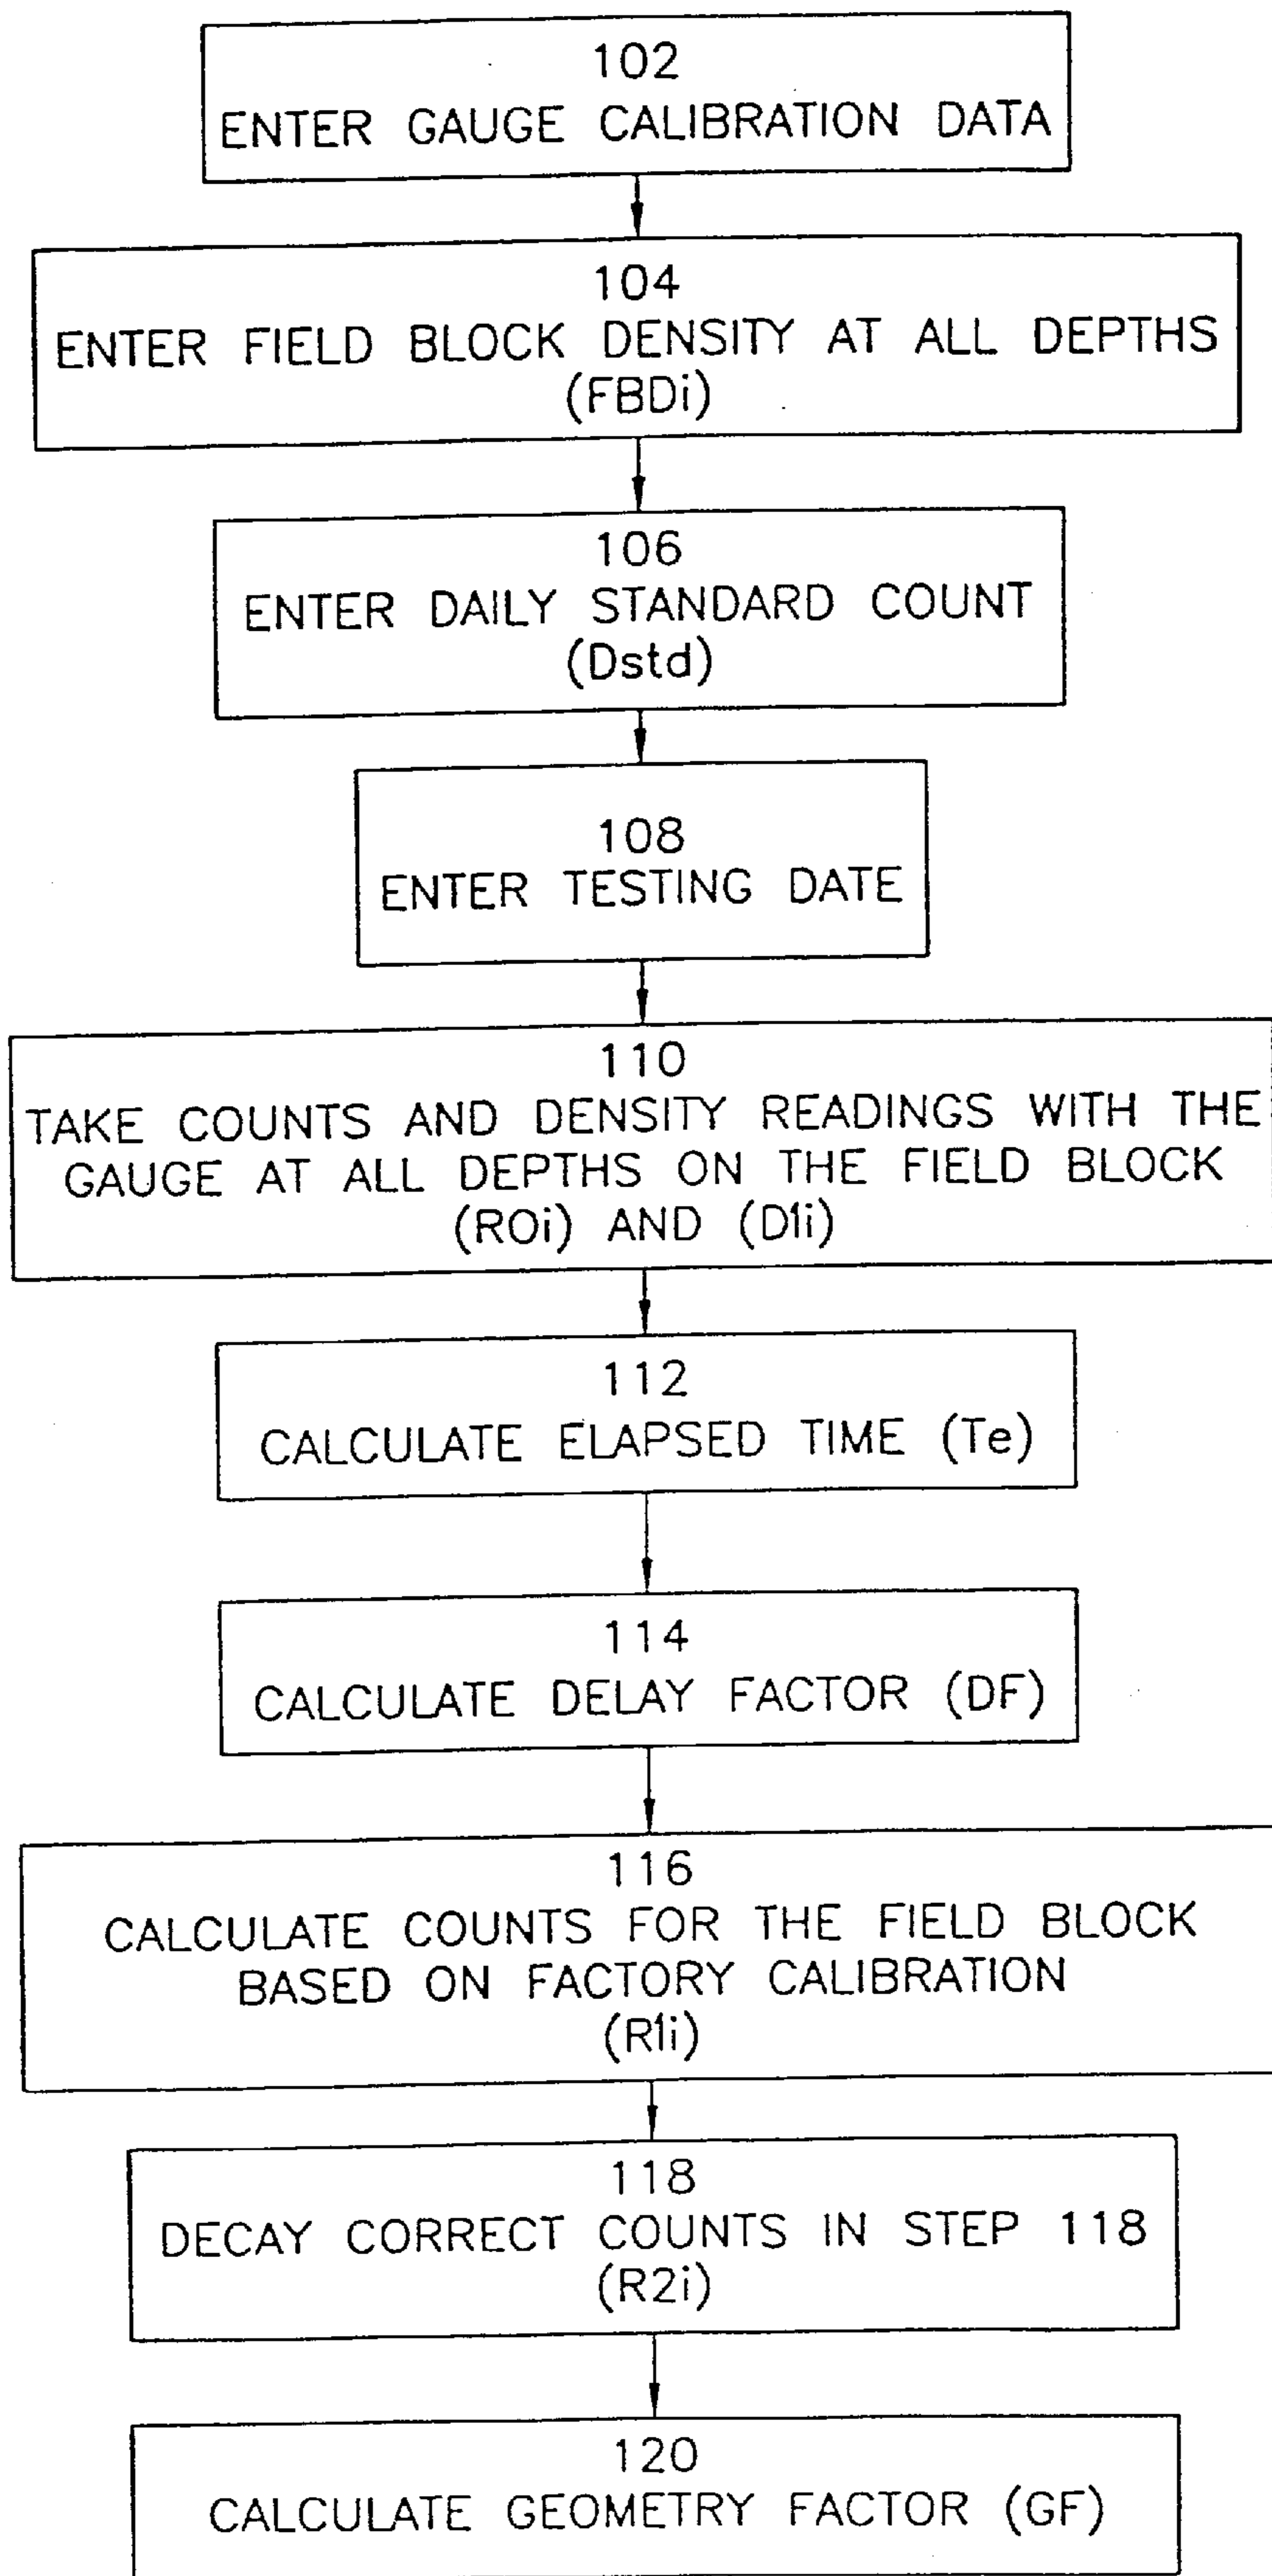 102
ENTER GAUGE CALIBRATION DATA
104
ENTER FIELD BLOCK DENSITY AT ALL DEPTHS
(FBDi)
106
ENTER DAILY STANDARD COUNT
(Dstd)
108
ENTER TESTING DATE
110
TAKE COUNTS AND DENSITY READINGS WITH THE
GAUGE AT ALL DEPTHS ON THE FIELD BLOCK
(R0i) AND (D1i)
112
CALCULATE ELAPSED TIME (Te)
114
CALCULATE DELAY FACTOR (DF)
116
CALCULATE COUNTS FOR THE FIELD BLOCK
BASED ON FACTORY CALIBRATION
(R1i)
118
DECAY CORRECT COUNTS IN STEP 118
(R2i)
120
CALCULATE GEOMETRY FACTOR (GF)